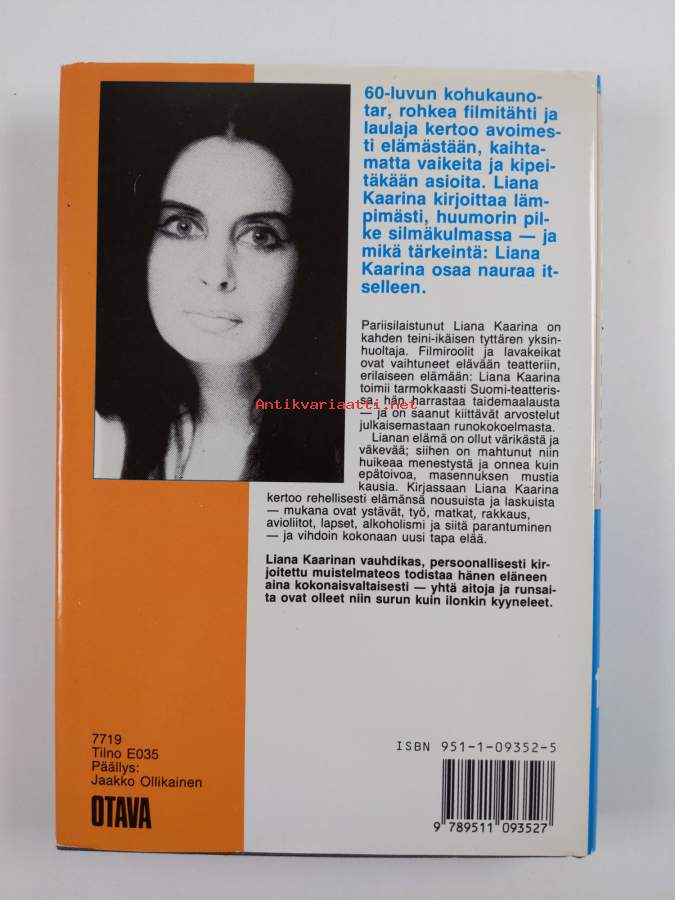 60-luvun kohukauno-
tar, rohkea filmitähti ja
laulaja kertoo avoimes-
ti elämästään, kaihta-
matta vaikeita ja kipei-
täkään asioita. Liana
Kaarina kirjoittaa läm-
pimästi, huumorin pil-
ke silmäkulmassa — ja
mikä tärkeintä: Liana
Kaarina osaa nauraa it-
selleen.
Pariisilaistunut Liana Kaarina on
kahden teini-ikäisen tyttären yksin-
huoltaja. Filmiroolit ja lavakeikat
ovat vaihtuneet elävään teatteriin,
erilaiseen elämään: Liana Kaarina
toimii tarmokkaasti Suomi-teatteris-
sa, hän harrastaa taidemaalausta
— ja on saanut kiittävät arvostelut
julkaisemastaan runokokoelmasta.
Lianan elämä on ollut värikästä ja
väkevää; siihen on mahtunut niin
huikeaa menestystä ja onnea kuin
epätoivoa, masennuksen mustia
kausia. Kirjassaan Liana Kaarina
kertoo rehellisesti elämänsä nousuista ja laskuista
— mukana ovat ystävät, työ, matkat, rakkaus,
avioliitot, lapset, alkoholismi ja siitä parantuminen
— ja vihdoin kokonaan uusi tapa elää.
Liana Kaarinan vauhdikas, persoonallisesti kir-
joitettu muistelmateos todistaa hänen eläneen
aina kokonaisvaltaisesti — yhtä aitoja ja runsai-
ta ovat olleet niin surun kuin ilonkin kyyneleet.
Antikvariaatti.net
7719
Tilno E035
Päällys:
Jaakko Ollikainen
OTAVA
ISBN 951-1-09352-5
9 789511 093527